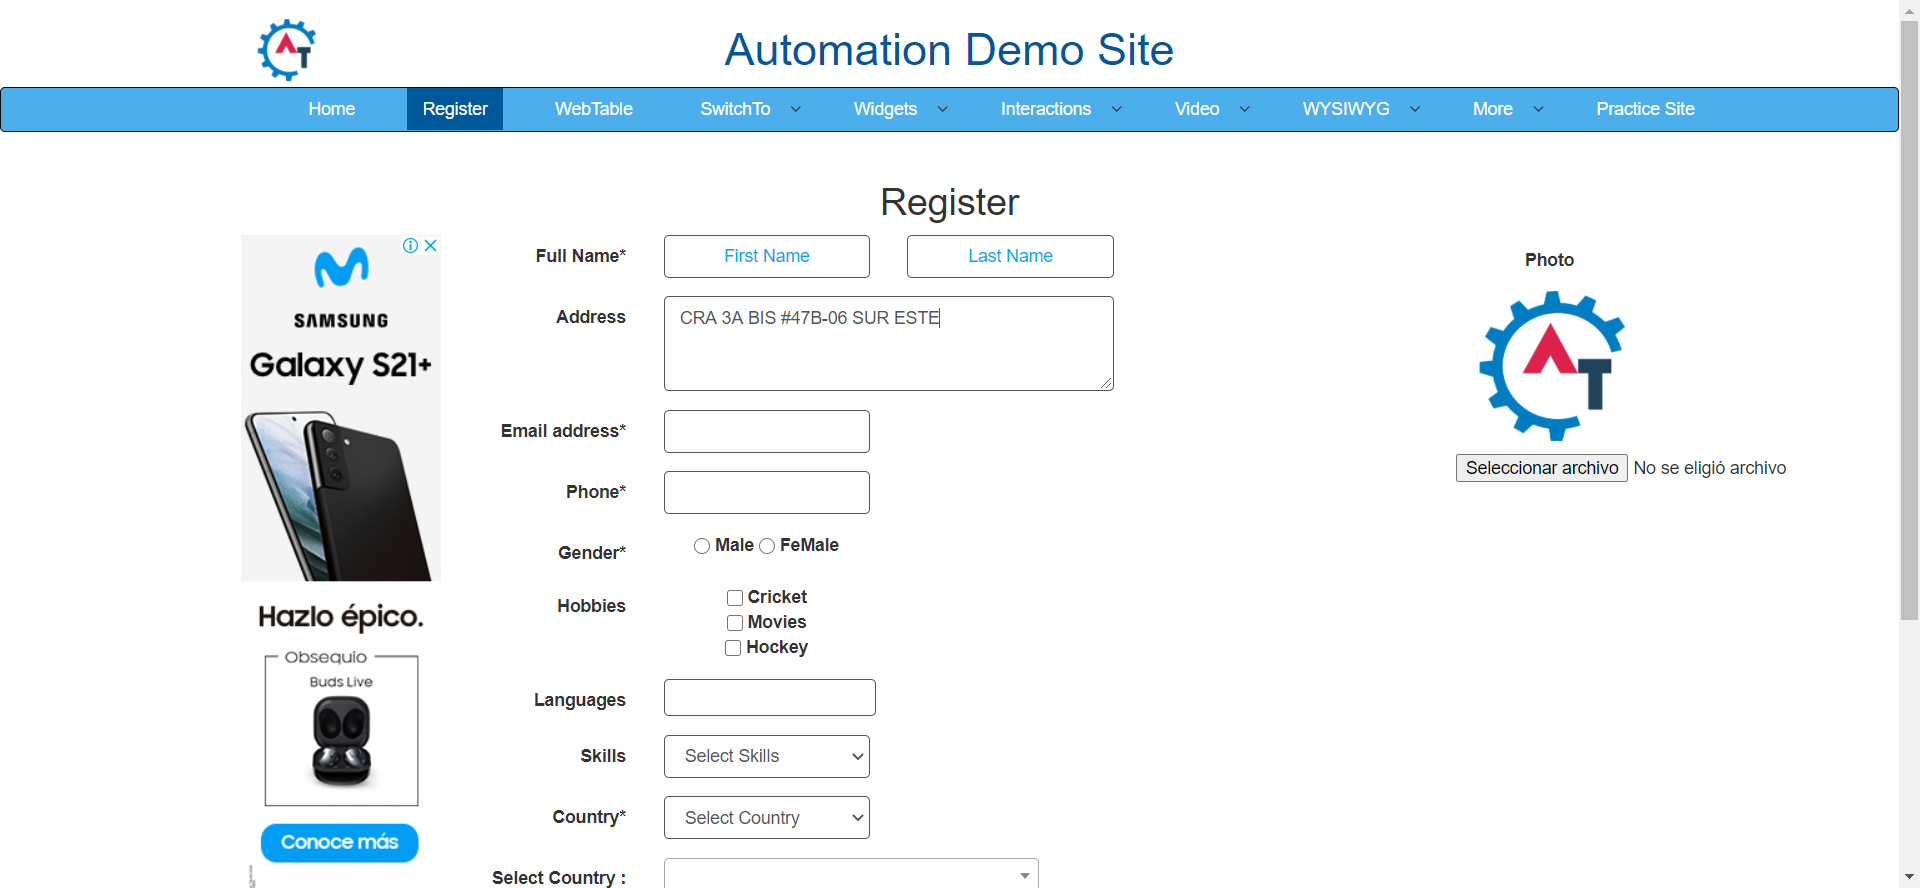 AT
Automation Demo Site
Home Register WebTable SwitchTo Widgets Interactions Video WYSIWYG More Practice Site
Register
SAMSUNG
Galaxy S21+
Hazlo épico.
Obsequio
Buds Live
Conoce más
Full Name* First Name Last Name
Address CRA 3A BIS #47B-06 SUR ESTE
Email address*
Phone*
Gender* Male FeMale
Hobbies Cricket
Movies
Hockey
Languages
Skills Select Skills
Country* Select Country
Select Country :
Photo
AT
Seleccionar archivo No se eligió archivo